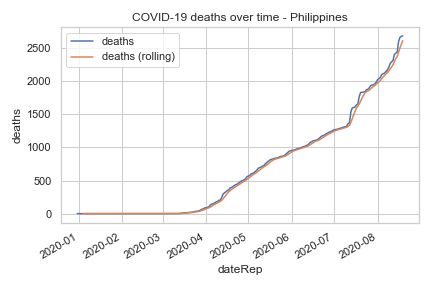 COVID-19 deaths over time - Philippines
deaths
deaths (rolling)
2500
2000
1500
1000
500
0
deaths
2020-01
2020-02
2020-03
2020-04
2020-05
2020-06
2020-07
2020-08
dateRep